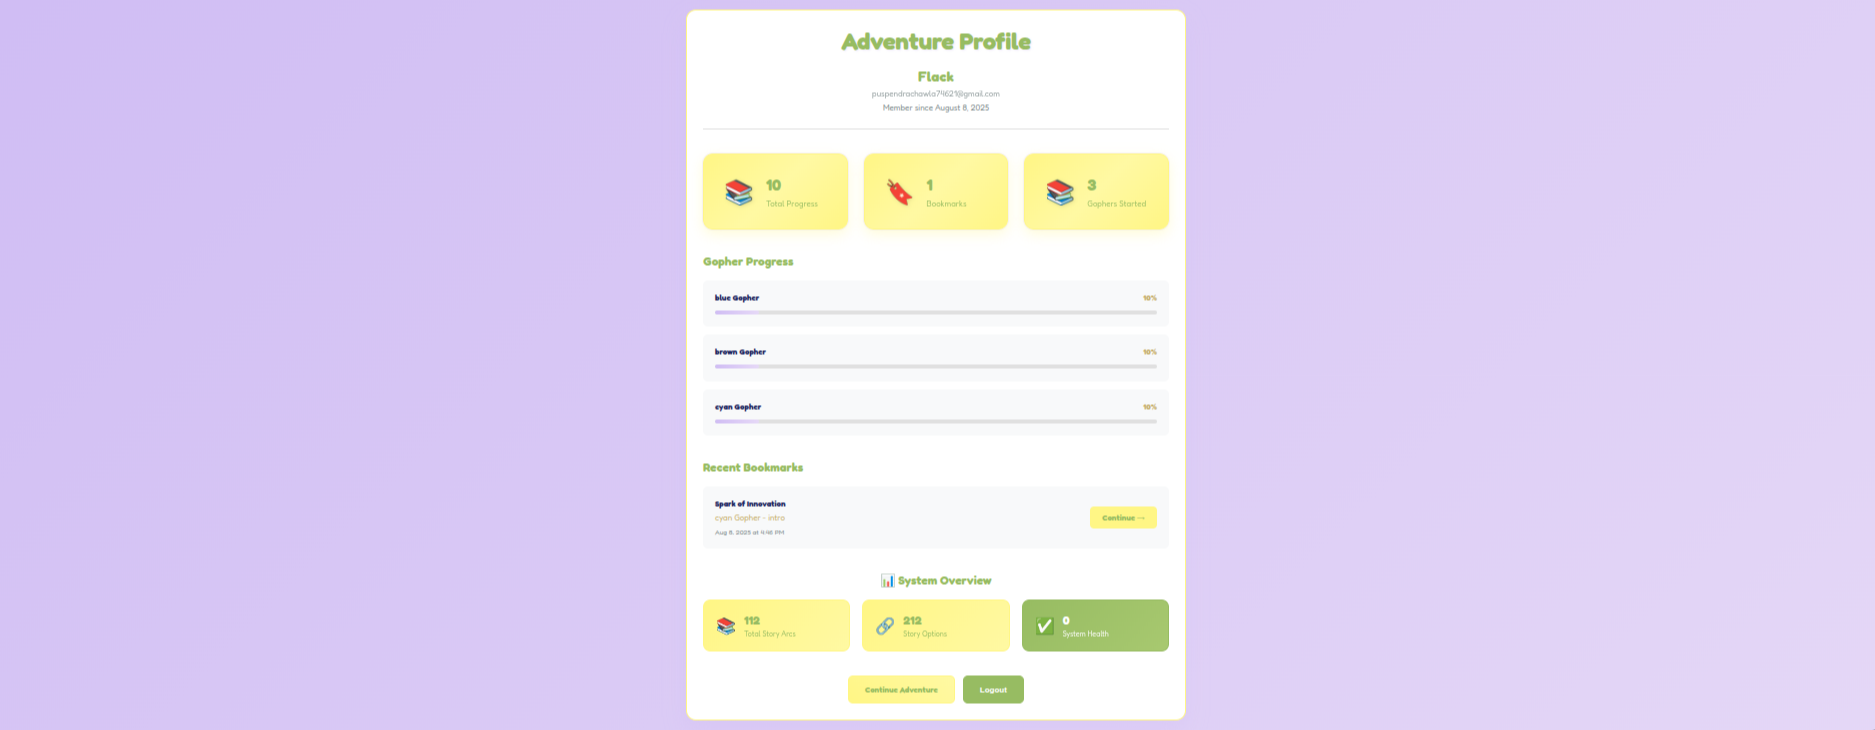 Adventure Profile
Flack
puspendrachawla74621@gmail.com
Member since August 8, 2025
10
Total Progress
1
Bookmarks
3
Gophers Started
Gopher Progress
blue Gopher 10%
brown Gopher 10%
cyan Gopher 10%
Recent Bookmarks
Spark of Innovation
cyan Gopher - intro
Aug 8, 2025 at 4:48 PM
Continue →
System Overview
112
Total Story Arcs
212
Story Options
0
System Health
Continue Adventure
Logout